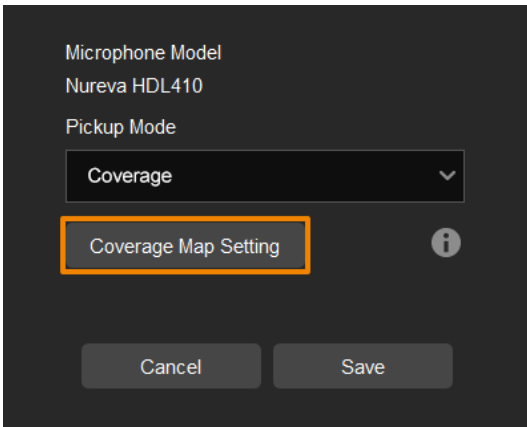 Microphone Model
Nureva HDL410
Pickup Mode
Coverage
Coverage Map Setting
Cancel
Save